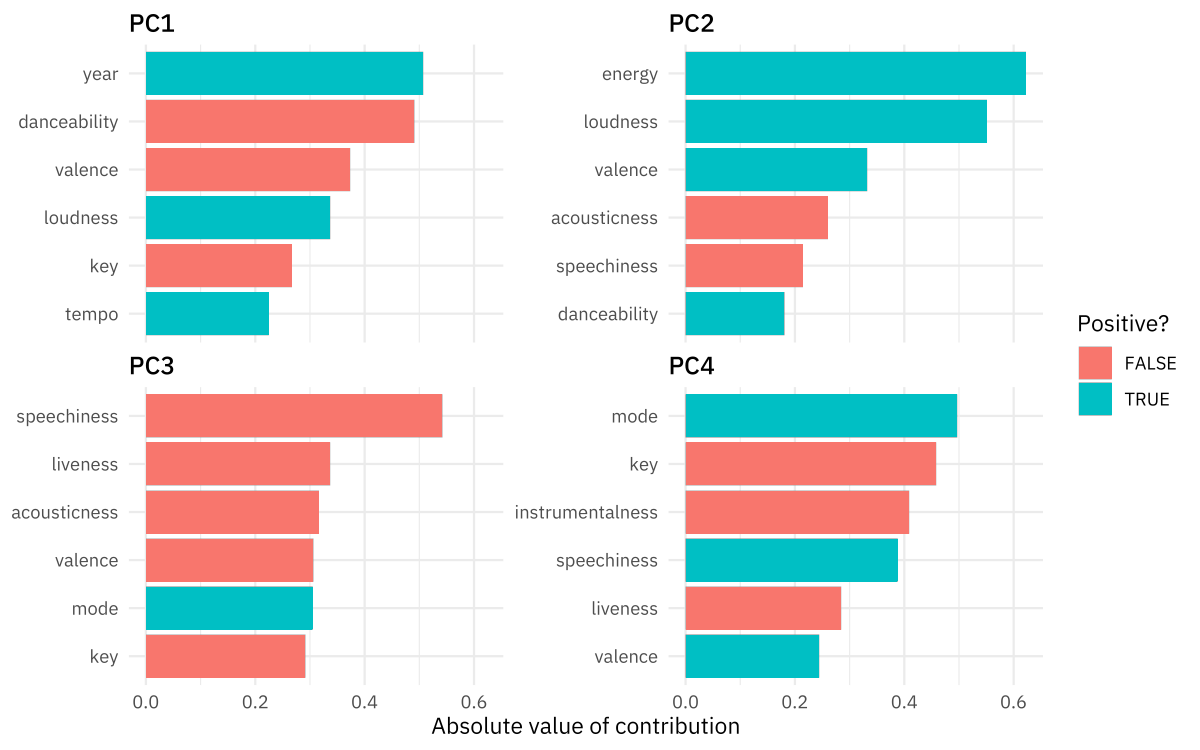 PC1
year
danceability
valence
loudness
key
tempo
PC2
energy
loudness
valence
acousticness
speechiness
danceability
PC3
speechiness
liveness
acousticness
valence
mode
key
0.0 0.2 0.4 0.6
PC4
mode
key
instrumentalness
speechiness
liveness
valence
0.0 0.2 0.4 0.6
Absolute value of contribution
Positive?
FALSE
TRUE